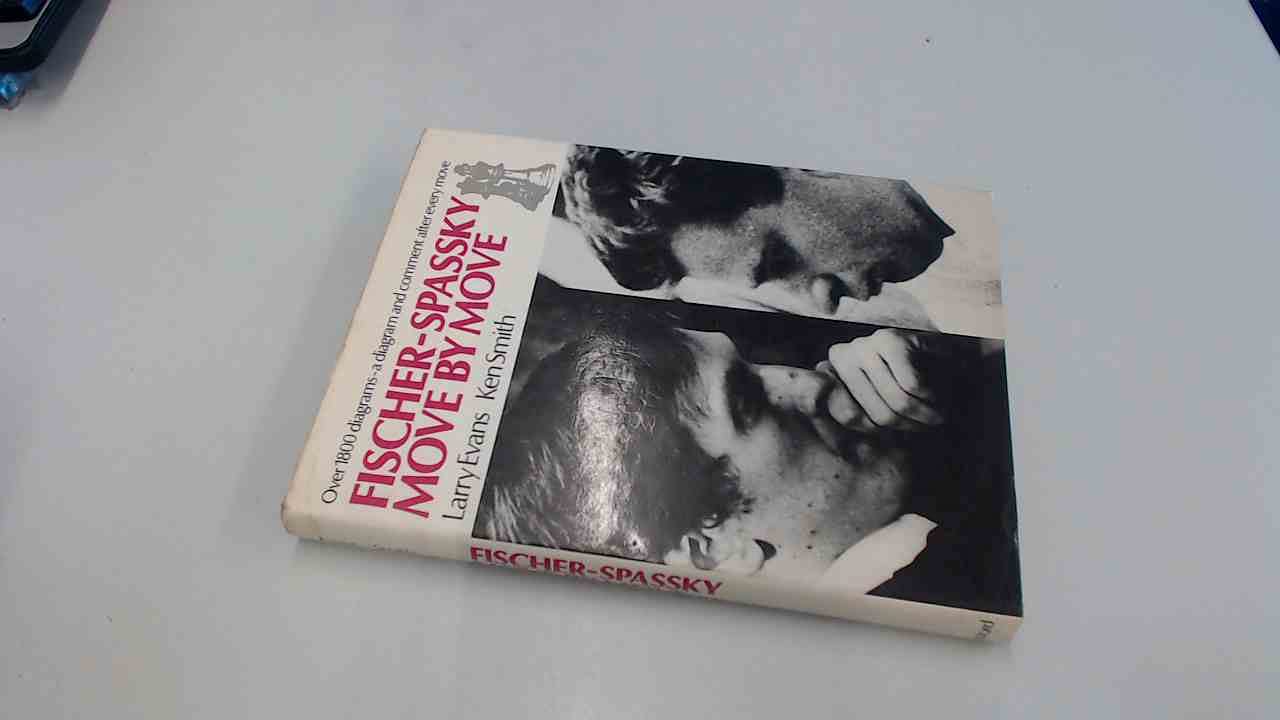 Over 1800 diagrams-a diagram and comment after every move
FISCHER-SPASSKY
MOVE BY MOVE
Larry Evans Ken Smith
FISCHER-SPASSKY